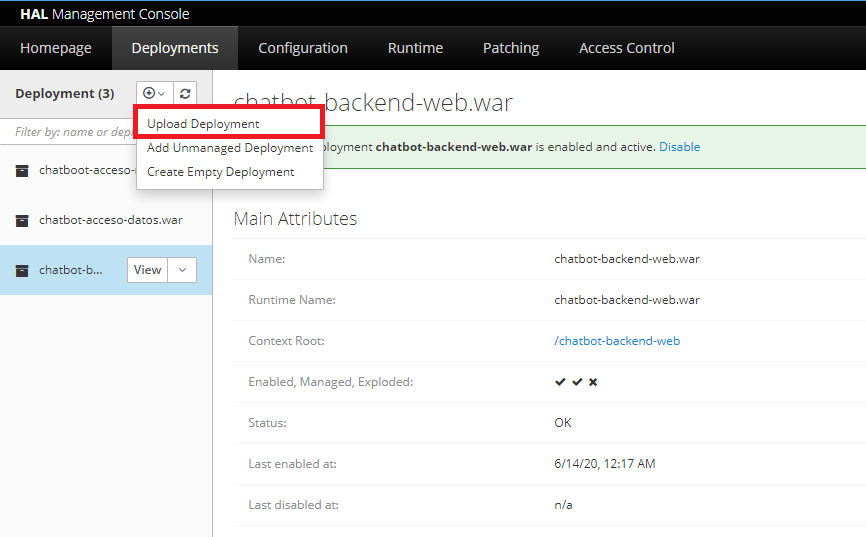 HAL Management Console
Homepage Deployments Configuration Runtime Patching Access Control
Deployment (3)
chatbot-backend-web.war
Filter by: name or
Upload Deployment
Add Unmanaged Deployment
Create Empty Deployment
chatbot-backend-web.war is enabled and active. Disable
chatboot-acceso-
chatboot-acceso-datos.war
chatbot-b... View
Main Attributes
Name: chatbot-backend-web.war
Runtime Name: chatbot-backend-web.war
Context Root: /chatbot-backend-web
Enabled, Managed, Exploded:
Status: OK
Last enabled at: 6/14/20, 12:17 AM
Last disabled at: n/a